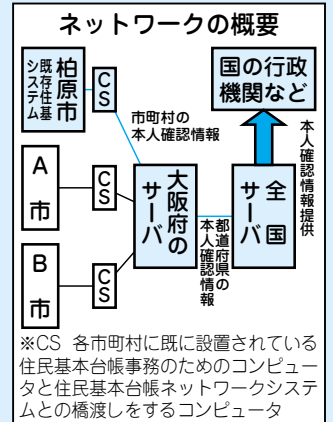 ネットワークの概要
柏原市
既存住基
システム
CS
国の行政
機関など
市町村の
本人確認情報
本人確認情報提供
A市
CS
大阪府の
サーバ
全国
サーバ
都道府県の
本人確認情報
B市
CS
※CS 各市町村に既に設置されている
住民基本台帳事務のためのコンピュー
タと住民基本台帳ネットワークシステ
ムとの橋渡しをするコンピュータ